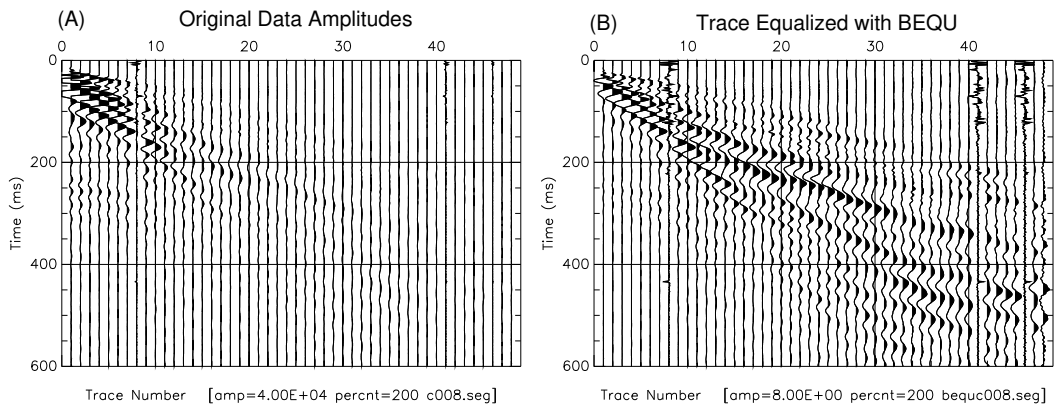 (A) Original Data Amplitudes
0 10 20 30 40
0
200
400
600
Time (ms)
Trace Number [amp=4.00E+04 percnt=200 c008.seg]
(B) Trace Equalized with BEQU
0 10 20 30 40
0
200
400
600
Time (ms)
Trace Number [amp=8.00E+00 percnt=200 bequc008.seg]